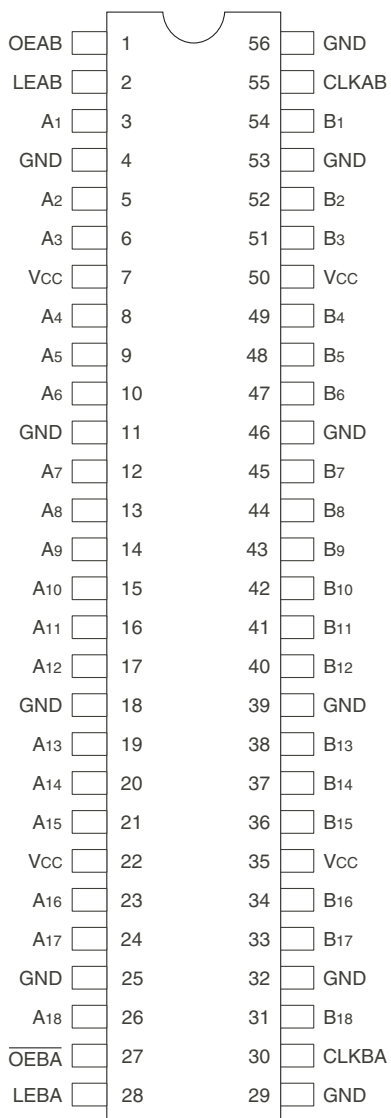 OEAB 1 56 GND
LEAB 2 55 CLKAB
A1 3 54 B1
GND 4 53 GND
A2 5 52 B2
A3 6 51 B3
VCC 7 50 VCC
A4 8 49 B4
A5 9 48 B5
A6 10 47 B6
GND 11 46 GND
A7 12 45 B7
A8 13 44 B8
A9 14 43 B9
A10 15 42 B10
A11 16 41 B11
A12 17 40 B12
GND 18 39 GND
A13 19 38 B13
A14 20 37 B14
A15 21 36 B15
VCC 22 35 VCC
A16 23 34 B16
A17 24 33 B17
GND 25 32 GND
A18 26 31 B18
O̅E̅B̅A̅ 27 30 CLKBA
LEBA 28 29 GND